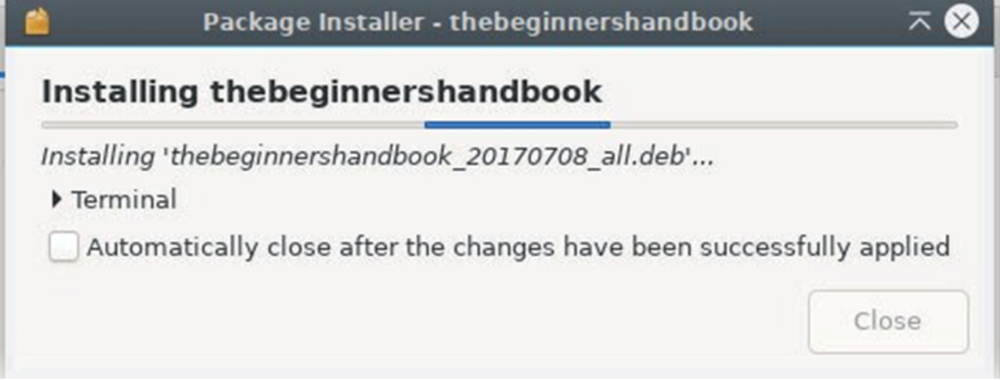 Package Installer - thebeginnershandbook
Installing thebeginnershandbook
Installing 'thebeginnershandbook_20170708_all.deb'...
Terminal
Automatically close after the changes have been successfully applied
Close